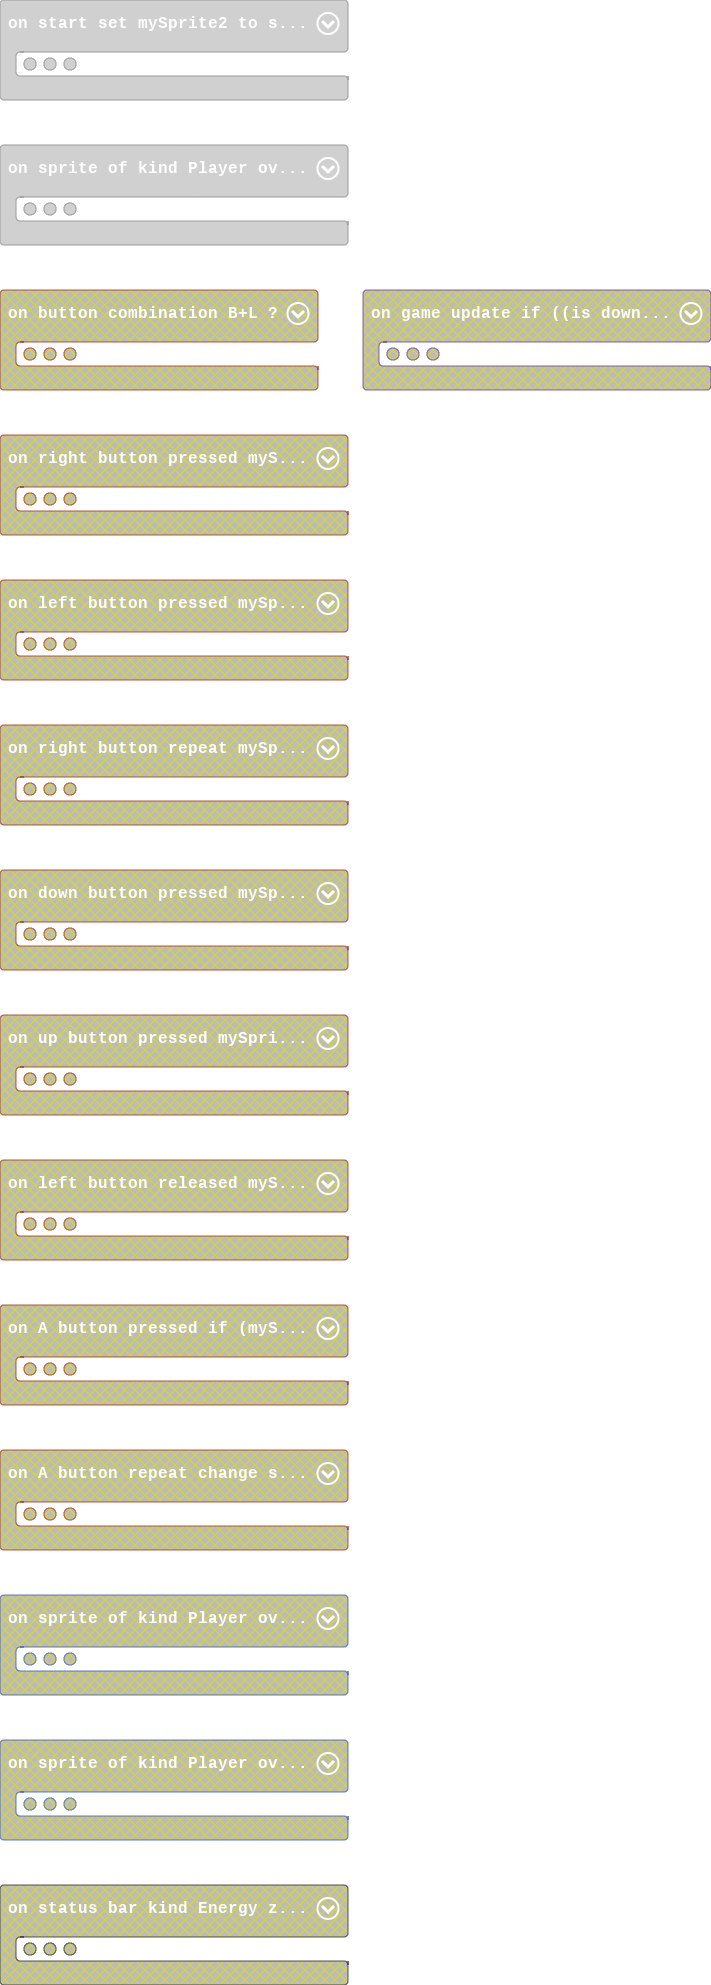 on start set mySprite2 to s...
on sprite of kind Player ov...
on button combination B+L ?
on game update if ((is down...
on right button pressed myS...
on left button pressed mySp...
on right button repeat mySp...
on down button pressed mySp...
on up button pressed mySpri...
on left button released myS...
on A button pressed if (myS...
on A button repeat change s...
on sprite of kind Player ov...
on sprite of kind Player ov...
on status bar kind Energy z...